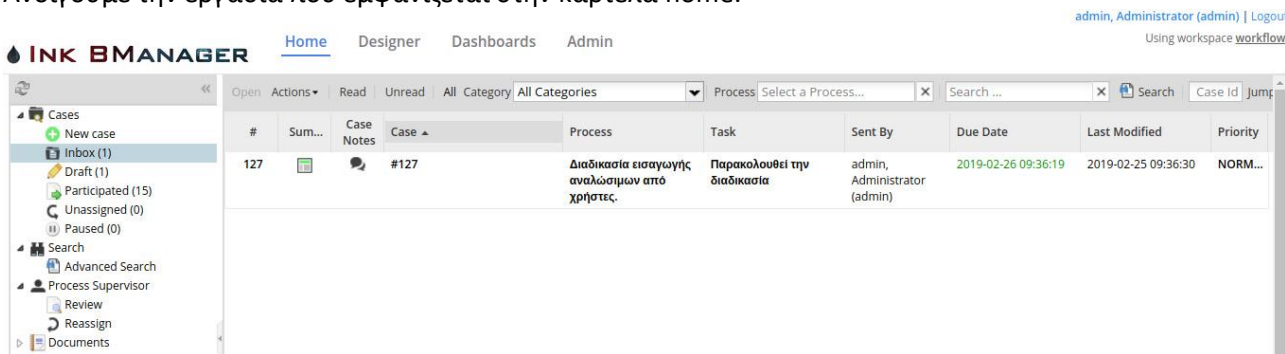 Ανοίγουμε την εργασία που εμφανίζεται στην καρτέλα home.
admin, Administrator (admin) | Logout
Using workspace workflow
INK BMANAGER
Home Designer Dashboards Admin
Open Actions Read Unread All Category All Categories Process Select a Process... Search ... Search Case Id Jump
Cases
New case
Inbox (1)
Draft (1)
Participated (15)
Unassigned (0)
Paused (0)
Search
Advanced Search
Process Supervisor
Review
Reassign
Documents
# Sum... Case Notes Case Process Task Sent By Due Date Last Modified Priority
127 #127 Διαδικασία εισαγωγής Παρακολουθεί την admin, 2019-02-26 09:36:19 2019-02-25 09:36:30 NORM...
αναλώσιμων από διαδικασία Administrator
χρήστες. (admin)